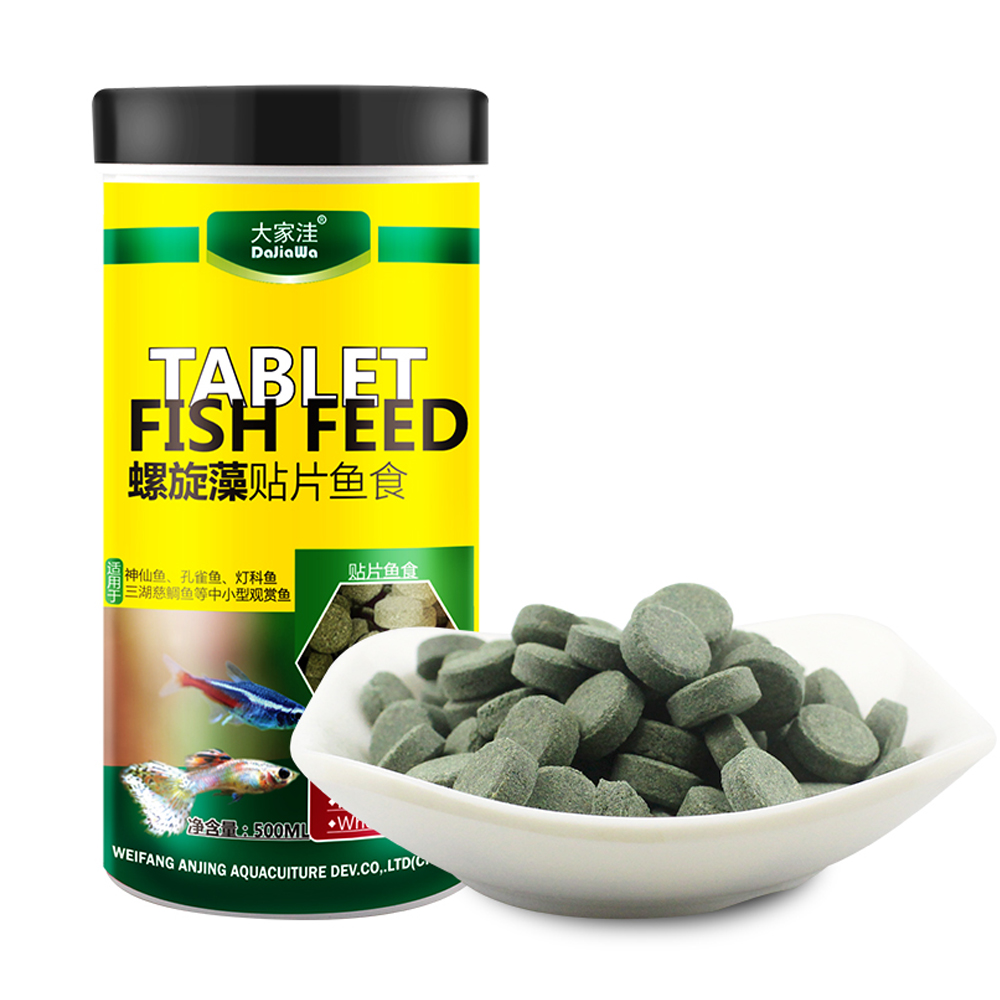 大家洼®
DaJiaWa
TABLET
FISH FEED
螺旋藻贴片鱼食
适用于
神仙鱼、孔雀鱼、灯科鱼
三湖慈鲷鱼等中小型观赏鱼
贴片鱼食
净含量:500ML
WEIFANG ANJING AQUACUITURE DEV.CO,.LTD(C